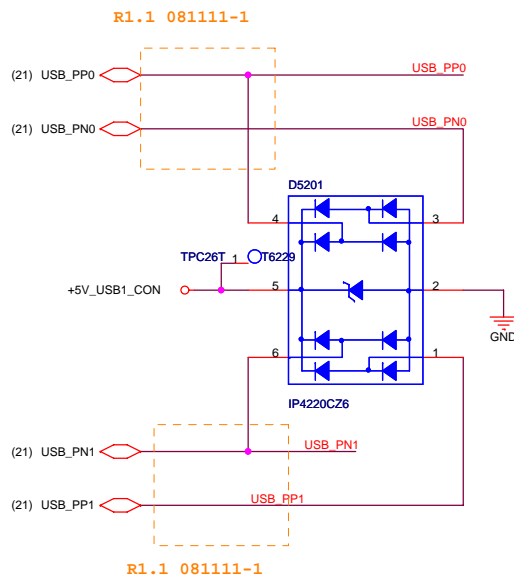 R1.1 081111-1
(21) USB_PP0
USB_PP0
(21) USB_PN0
USB_PN0
D5201
4
3
TPC26T
1
T6229
+5V_USB1_CON
5
2
GND
6
1
IP4220CZ6
(21) USB_PN1
USB_PN1
(21) USB_PP1
USB_PP1
R1.1 081111-1